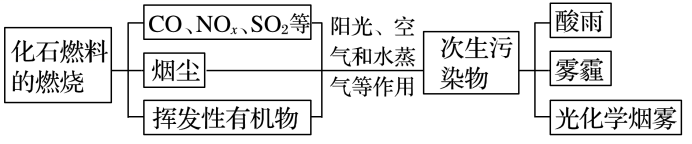 化石燃料
的燃烧
CO、NOₓ、SO₂等
烟尘
挥发性有机物
阳光、空
气和水蒸
气等作用
次生污
染物
酸雨
雾霾
光化学烟雾